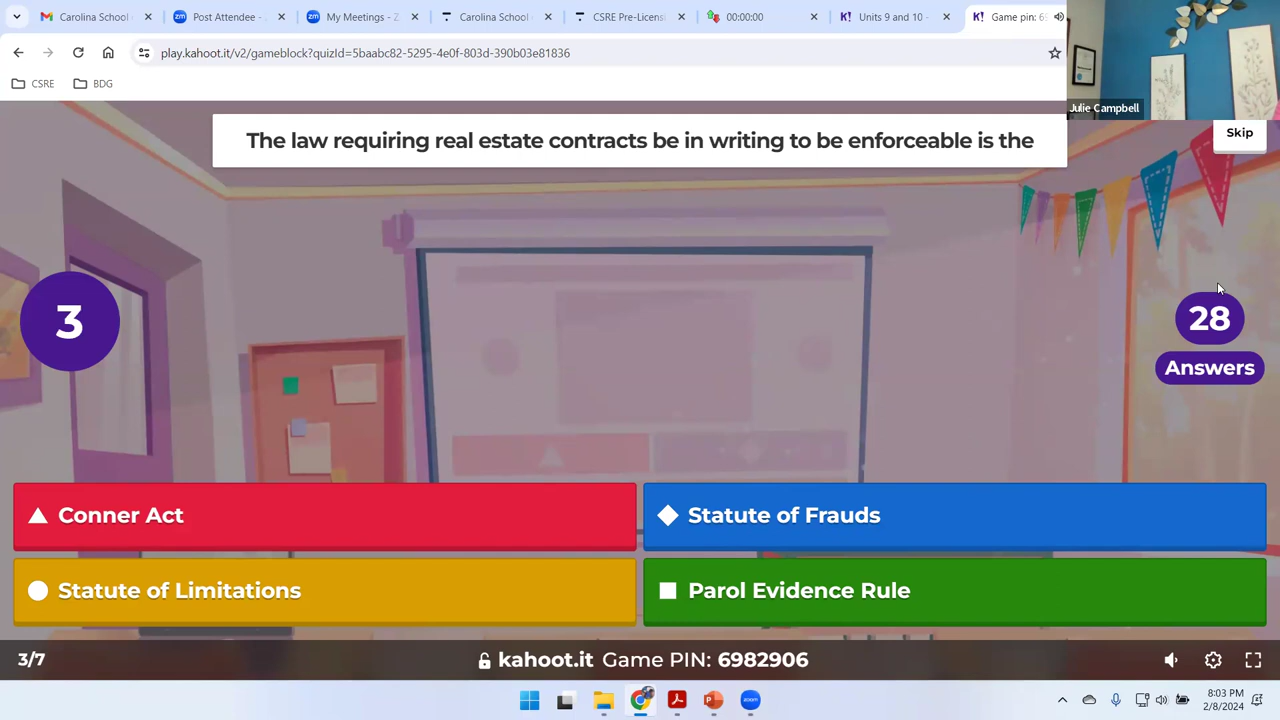 Carolina School
Post Attendee -
My Meetings - Z
Carolina School
CSRE Pre-Licens
00:00:00
Units 9 and 10 -
Game pin: 69
play.kahoot.it/v2/gameblock?quizId=5baabc82-5295-4e0f-803d-390b03e81836
CSRE
BDG
Julie Campbell
The law requiring real estate contracts be in writing to be enforceable is the
Skip
3
28
Answers
Conner Act
Statute of Frauds
Statute of Limitations
Parol Evidence Rule
3/7
kahoot.it Game PIN: 6982906
8:03 PM
2/8/2024